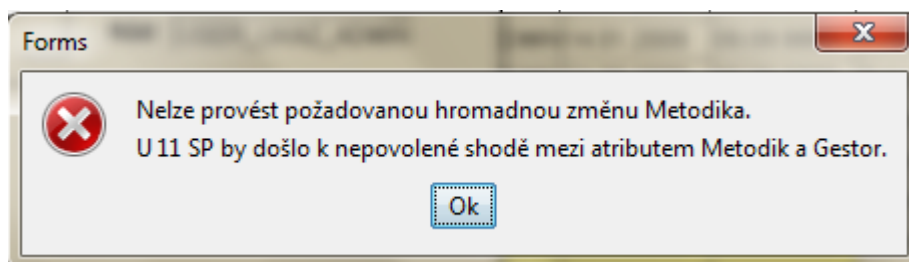 Forms
Nelze provést požadovanou hromadnou změnu Metodika.
U 11 SP by došlo k nepovolené shodě mezi atributem Metodik a Gestor.
Ok